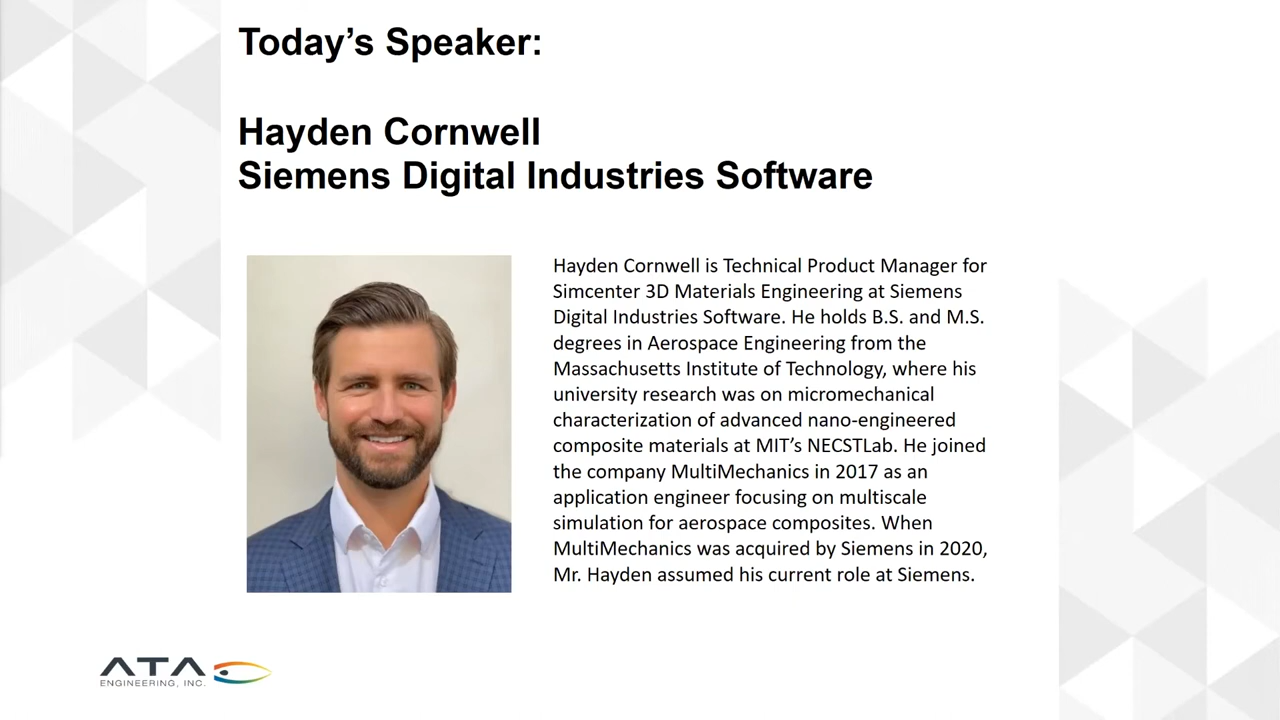 Today’s Speaker:
Hayden Cornwell
Siemens Digital Industries Software
Hayden Cornwell is Technical Product Manager for
Simcenter 3D Materials Engineering at Siemens
Digital Industries Software. He holds B.S. and M.S.
degrees in Aerospace Engineering from the
Massachusetts Institute of Technology, where his
university research was on micromechanical
characterization of advanced nano-engineered
composite materials at MIT’s NECSTLab. He joined
the company MultiMechanics in 2017 as an
application engineer focusing on multiscale
simulation for aerospace composites. When
MultiMechanics was acquired by Siemens in 2020,
Mr. Hayden assumed his current role at Siemens.
ATA
ENGINEERING, INC.